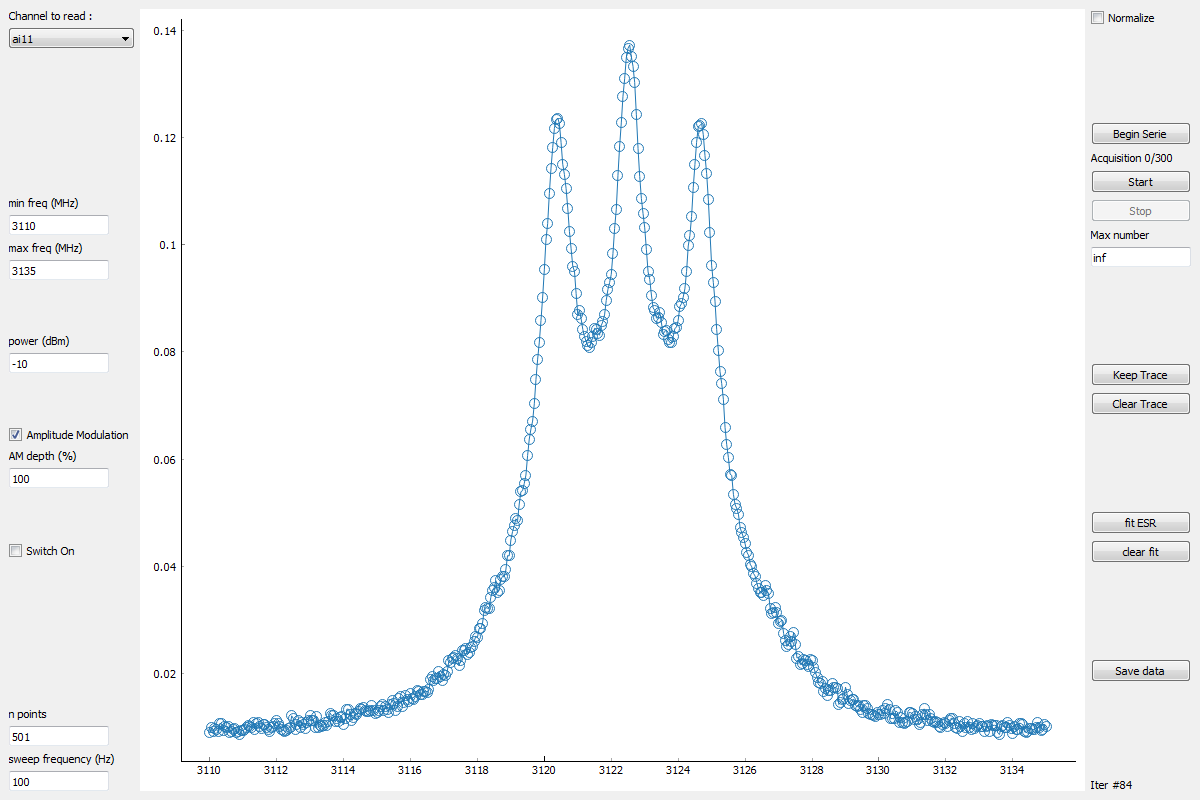 Channel to read :
ai11
min freq (MHz)
3110
max freq (MHz)
3135
power (dBm)
-10
Amplitude Modulation
AM depth (%)
100
Switch On
n points
501
sweep frequency (Hz)
100
0.14
0.12
0.1
0.08
0.06
0.04
0.02
3110 3112 3114 3116 3118 3120 3122 3124 3126 3128 3130 3132 3134
Normalize
Begin Serie
Acquisition 0/300
Start
Stop
Max number
inf
Keep Trace
Clear Trace
fit ESR
clear fit
Save data
Iter #84